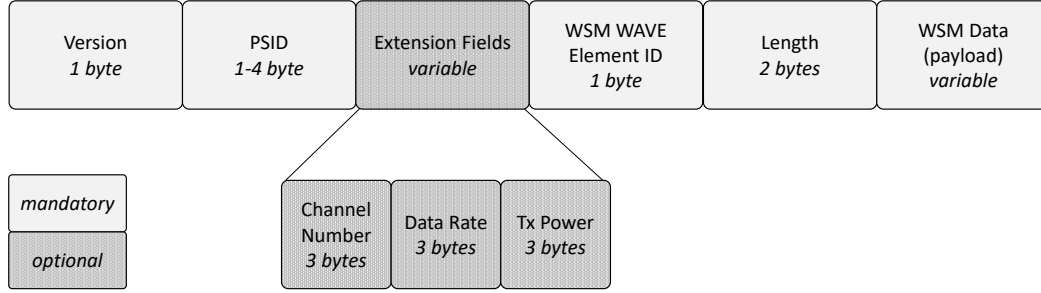 Version
1 byte
PSID
1-4 byte
Extension Fields
variable
WSM WAVE
Element ID
1 byte
Length
2 bytes
WSM Data
(payload)
variable
mandatory
optional
Channel
Number
3 bytes
Data Rate
3 bytes
Tx Power
3 bytes